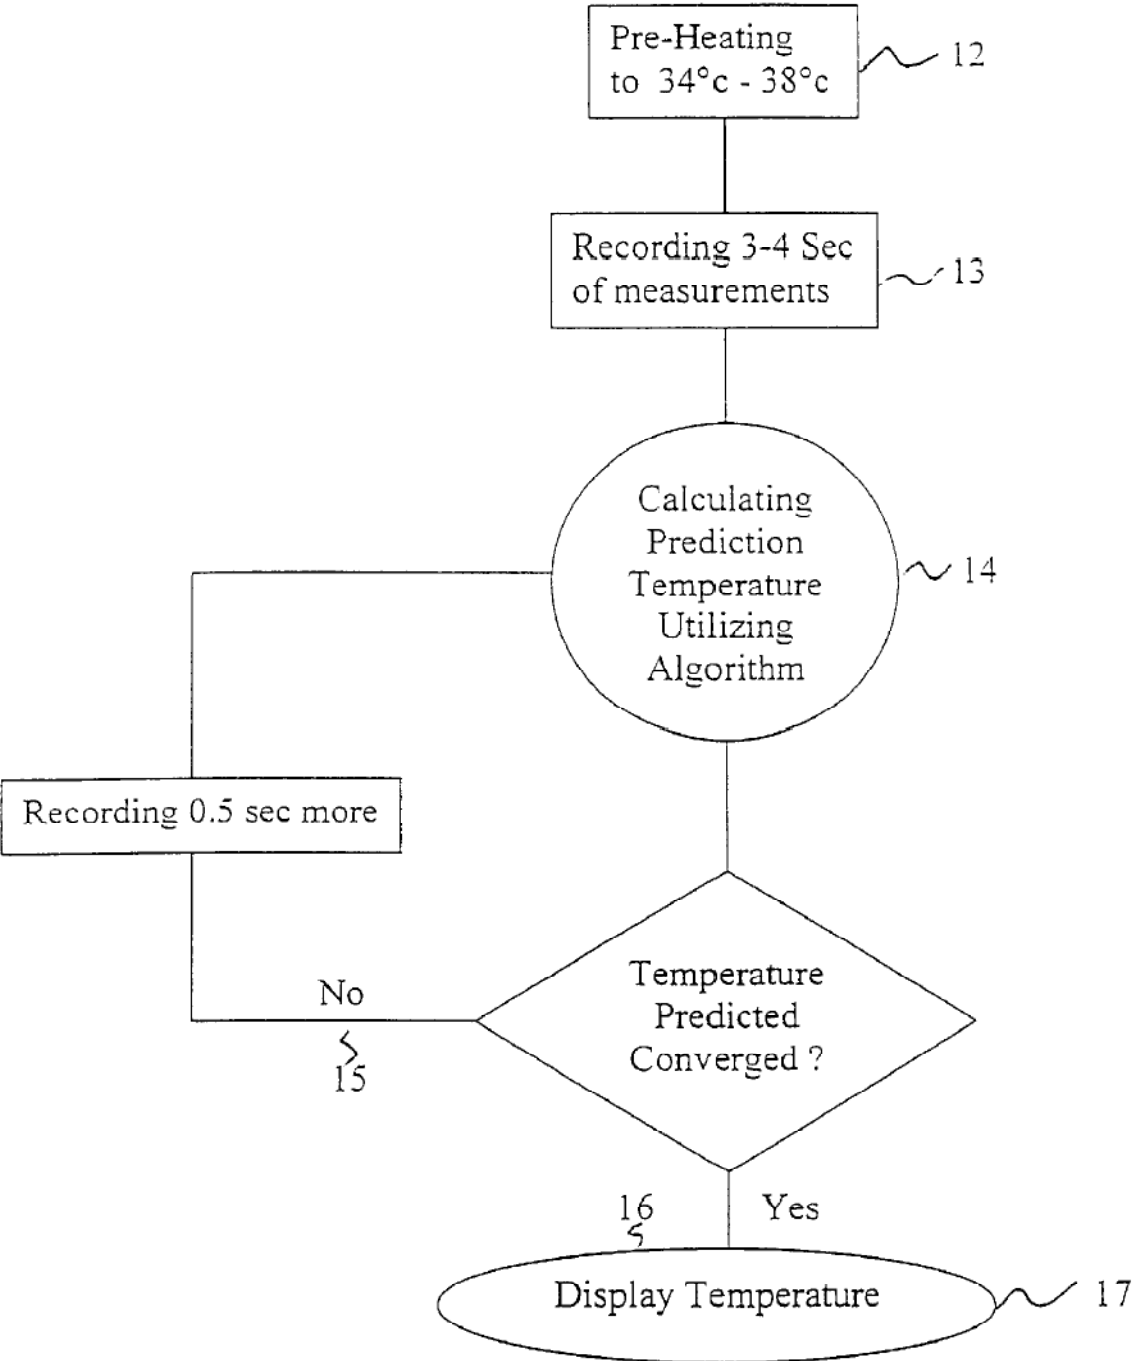 Pre-Heating
to 34°c - 38°c
12
Recording 3-4 Sec
of measurements
13
Calculating
Prediction
Temperature
Utilizing
Algorithm
14
Recording 0.5 sec more
Temperature
Predicted
Converged ?
No
15
16
Yes
Display Temperature
17